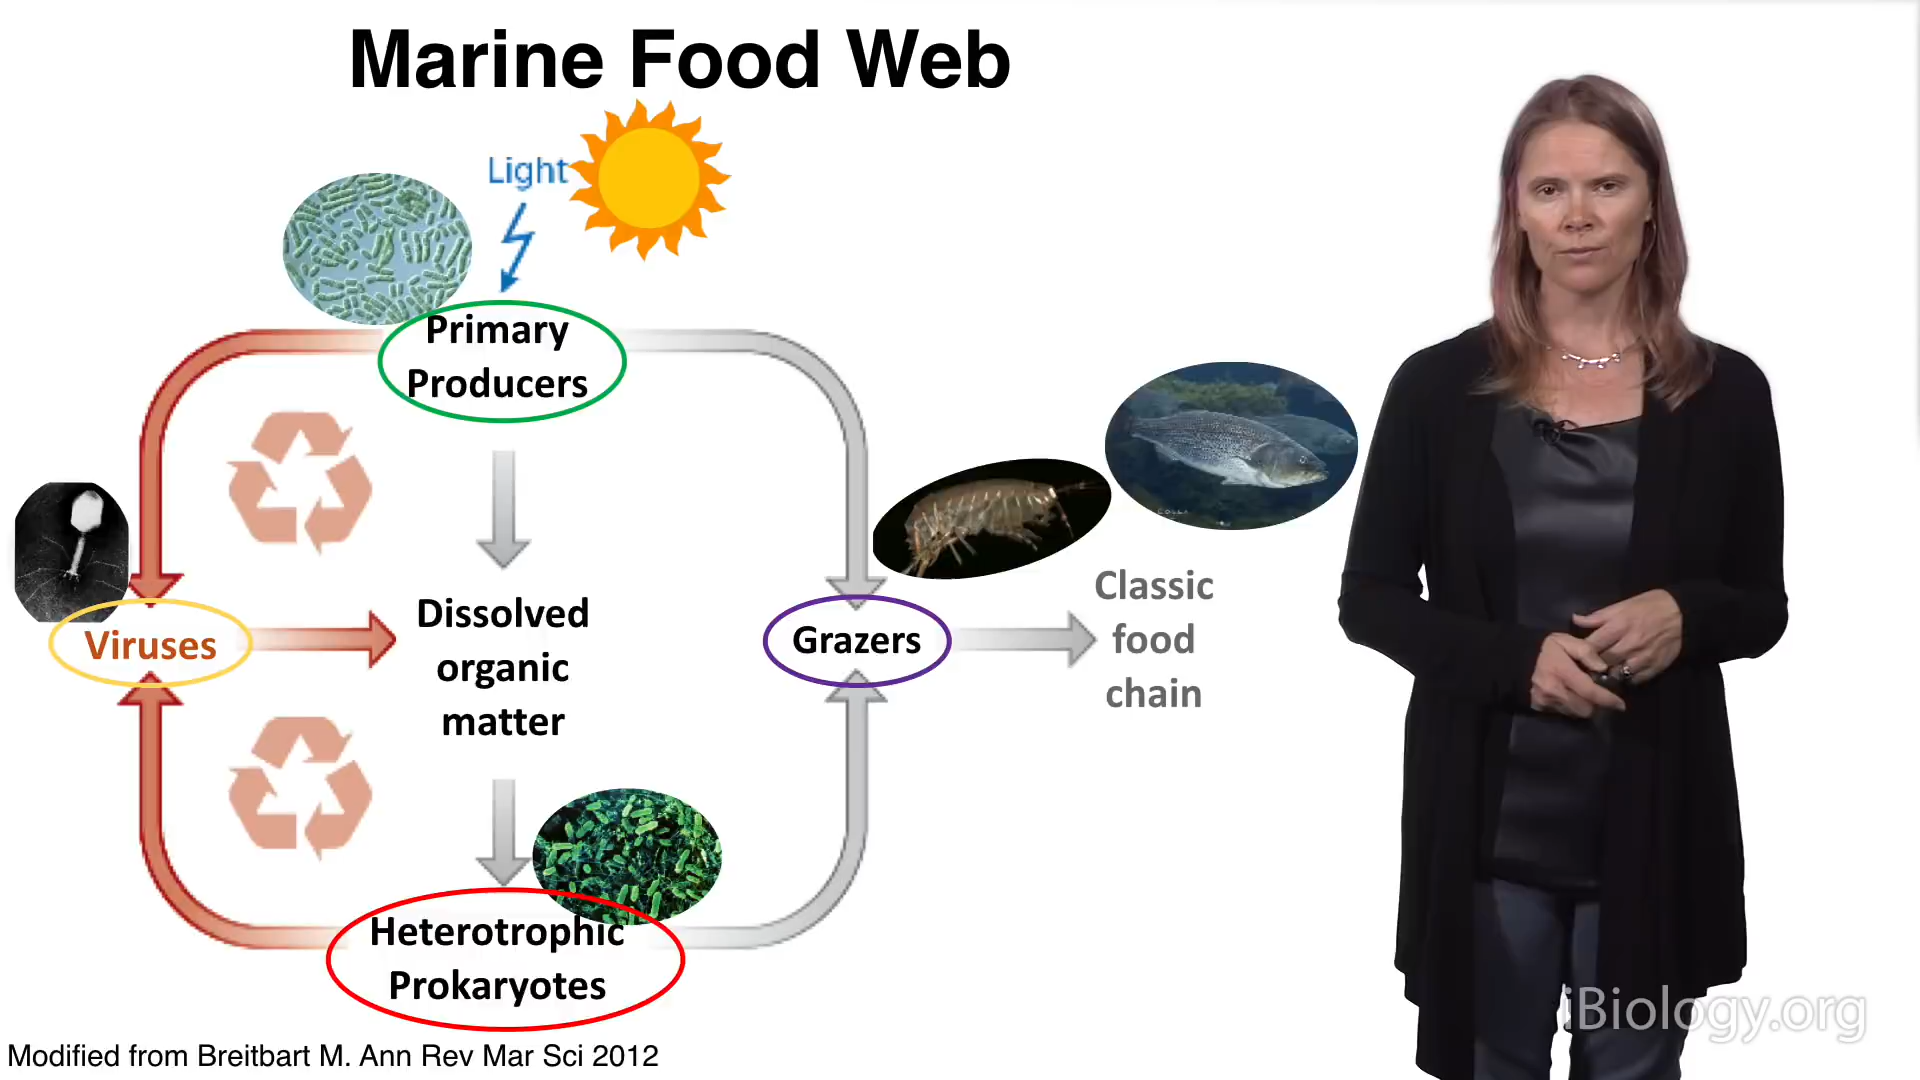 Marine Food Web
Light
Primary
Producers
Viruses
Dissolved
organic
matter
Grazers
Classic
food
chain
Heterotrophic
Prokaryotes
Modified from Breitbart M. Ann Rev Mar Sci 2012
iBiology.org